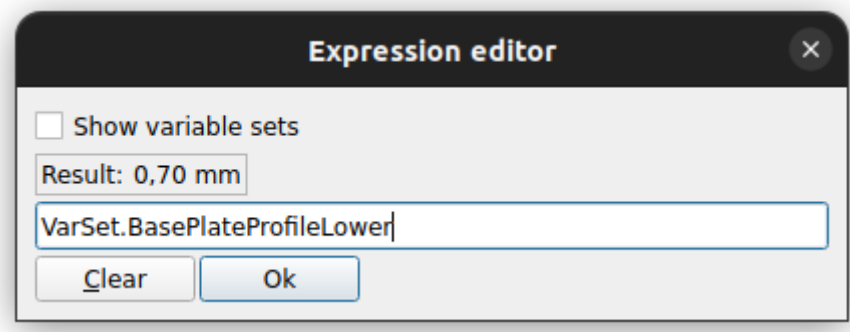 Expression editor
Show variable sets
Result: 0,70 mm
VarSet.BasePlateProfileLower
Clear Ok